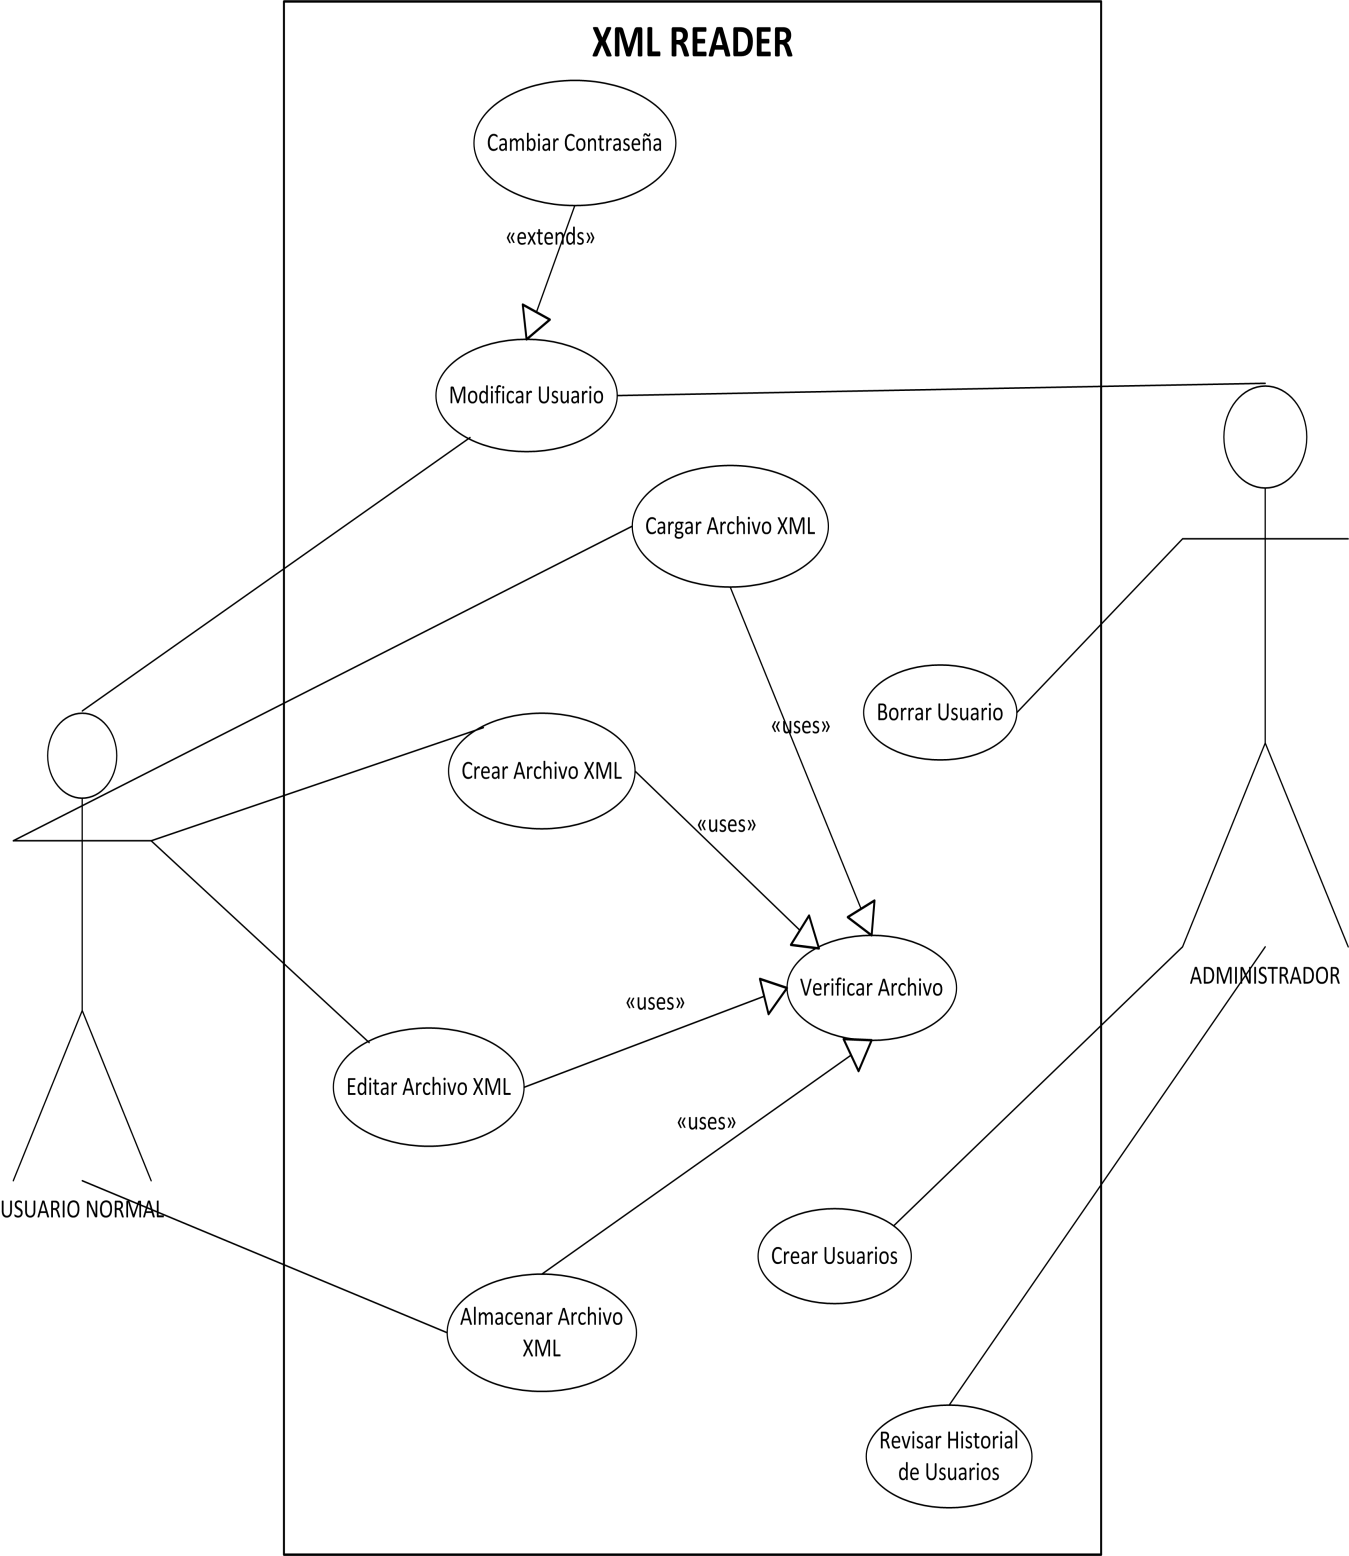 XML READER
Cambiar Contraseña
«extends»
Modificar Usuario
Cargar Archivo XML
Borrar Usuario
«uses»
Crear Archivo XML
«uses»
ADMINISTRADOR
Verificar Archivo
«uses»
Editar Archivo XML
«uses»
USUARIO NORMAL
Crear Usuarios
Almacenar Archivo
XML
Revisar Historial
de Usuarios